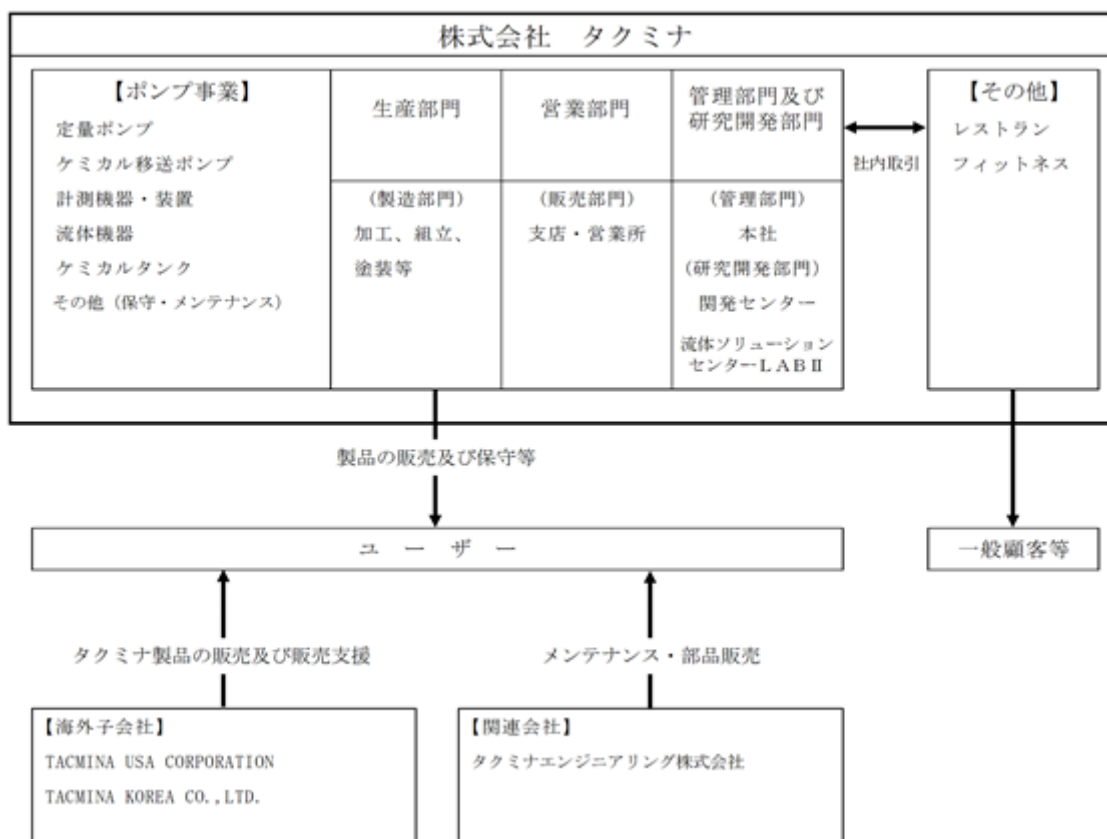 株式会社 タクミナ
【ポンプ事業】
定量ポンプ
ケミカル移送ポンプ
計測機器・装置
流体機器
ケミカルタンク
その他（保守・メンテナンス）
生産部門
（製造部門）
加工、組立、
塗装等
営業部門
（販売部門）
支店・営業所
管理部門及び
研究開発部門
（管理部門）
本社
（研究開発部門）
開発センター
流体ソリューション
センターＬＡＢⅡ
社内取引
【その他】
レストラン
フィットネス
製品の販売及び保守等
ユ ー ザ ー
一般顧客等
タクミナ製品の販売及び販売支援
メンテナンス・部品販売
【海外子会社】
TACMINA USA CORPORATION
TACMINA KOREA CO.,LTD.
【関連会社】
タクミナエンジニアリング株式会社